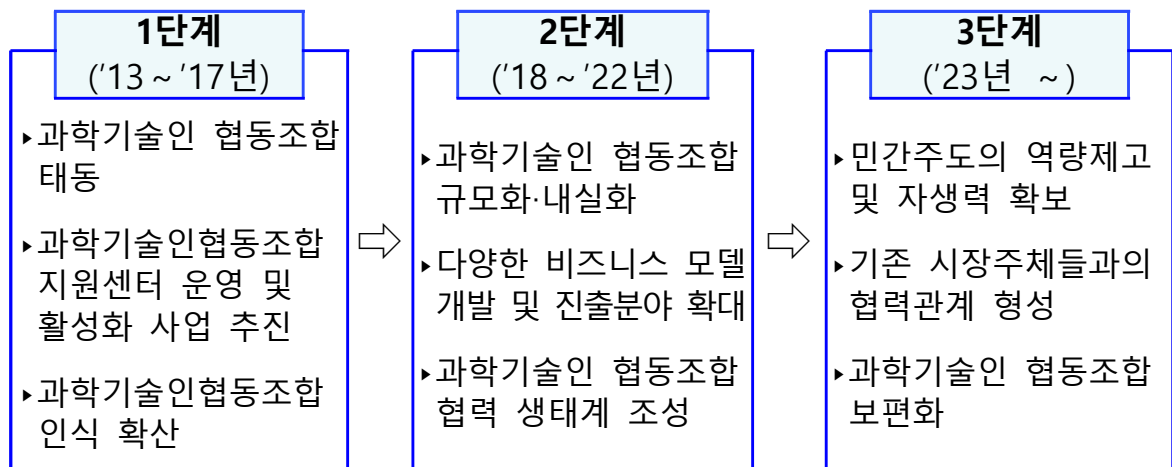 1단계
('13 ~ '17년)
▸과학기술인 협동조합
태동
▸과학기술인협동조합
지원센터 운영 및
활성화 사업 추진
▸과학기술인협동조합
인식 확산
2단계
('18 ~ '22년)
▸과학기술인 협동조합
규모화·내실화
▸다양한 비즈니스 모델
개발 및 진출분야 확대
▸과학기술인 협동조합
협력 생태계 조성
3단계
('23년 ~)
▸민간주도의 역량제고
및 자생력 확보
▸기존 시장주체들과의
협력관계 형성
▸과학기술인 협동조합
보편화